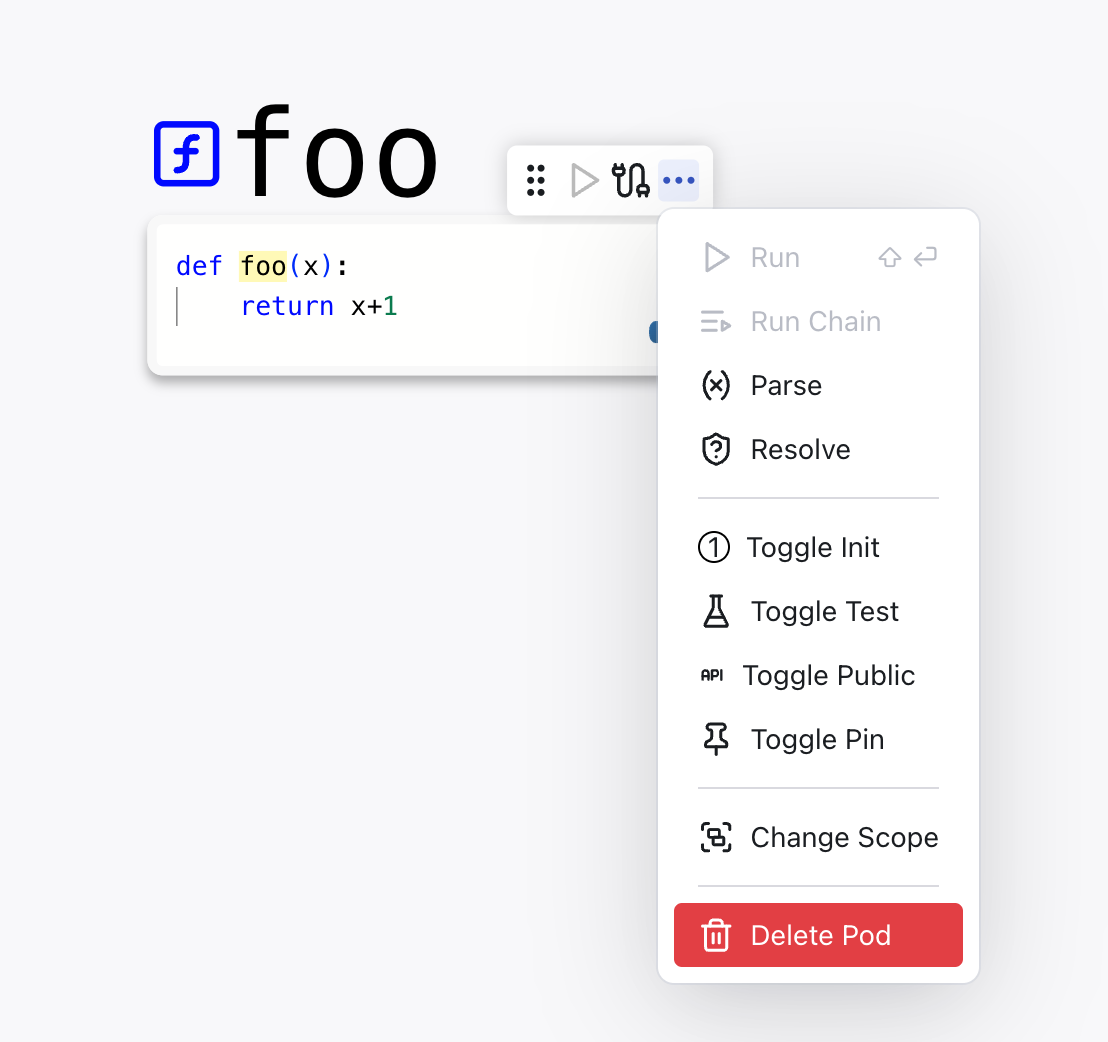 foo
def foo(x):
    return x+1
Run
Run Chain
Parse
Resolve
1 Toggle Init
Toggle Test
API Toggle Public
Toggle Pin
Change Scope
Delete Pod